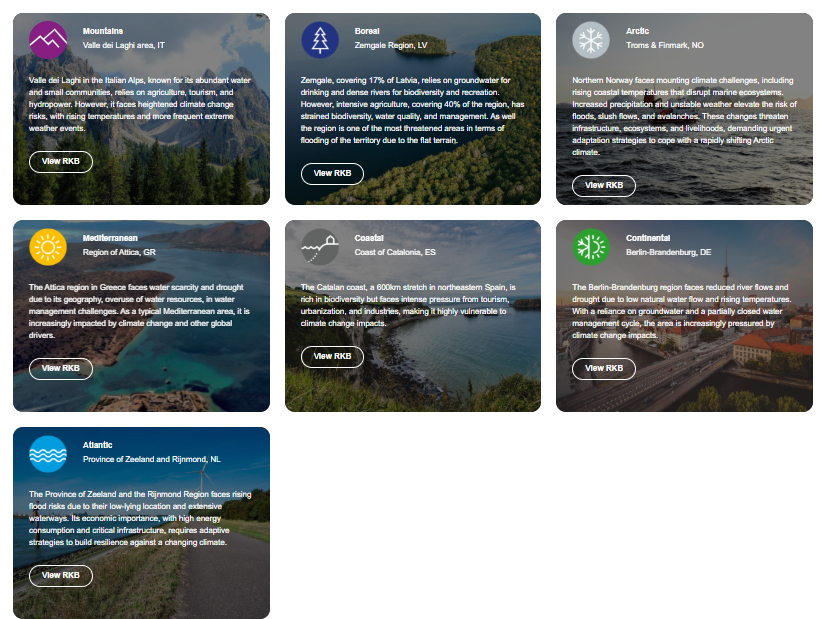 Mountains
Valle dei Laghi area, IT
Valle dei Laghi in the Italian Alps, known for its abundant water
and small communities, relies on agriculture, tourism, and
hydropower. However, it faces heightened climate change
risks, with rising temperatures and more frequent extreme
weather events.
View RKB
Boreal
Zemgale Region, LV
Zemgale, covering 17% of Latvia, relies on groundwater for
drinking and dense rivers for biodiversity and recreation.
However, intensive agriculture, covering 40% of the region, has
strained biodiversity, water quality, and management. As well
the region is one of the most threatened areas in terms of
flooding of the territory due to the flat terrain.
View RKB
Arctic
Troms & Finmark, NO
Northern Norway faces mounting climate challenges, including
rising coastal temperatures that disrupt marine ecosystems.
Increased precipitation and unstable weather elevate the risk of
floods, slush flows, and avalanches. These changes threaten
infrastructure, ecosystems, and livelihoods, demanding urgent
adaptation strategies to cope with a rapidly shifting Arctic
climate.
View RKB
Mediterranean
Region of Attica, GR
The Attica region in Greece faces water scarcity and drought
due to its geography, overuse of water resources, in water
management challenges. As a typical Mediterranean area, it is
increasingly impacted by climate change and other global
drivers.
View RKB
Coastal
Coast of Catalonia, ES
The Catalan coast, a 600km stretch in northeastern Spain, is
rich in biodiversity but faces intense pressure from tourism,
urbanization, and industries, making it highly vulnerable to
climate change impacts.
View RKB
Continental
Berlin-Brandenburg, DE
The Berlin-Brandenburg region faces reduced river flows and
drought due to low natural water flow and rising temperatures.
With a reliance on groundwater and a partially closed water
management cycle, the area is increasingly pressured by
climate change impacts.
View RKB
Atlantic
Province of Zeeland and Rijnmond, NL
The Province of Zeeland and the Rijnmond Region faces rising
flood risks due to their low-lying location and extensive
waterways. Its economic importance, with high energy
consumption and critical infrastructure, requires adaptive
strategies to build resilience against a changing climate.
View RKB